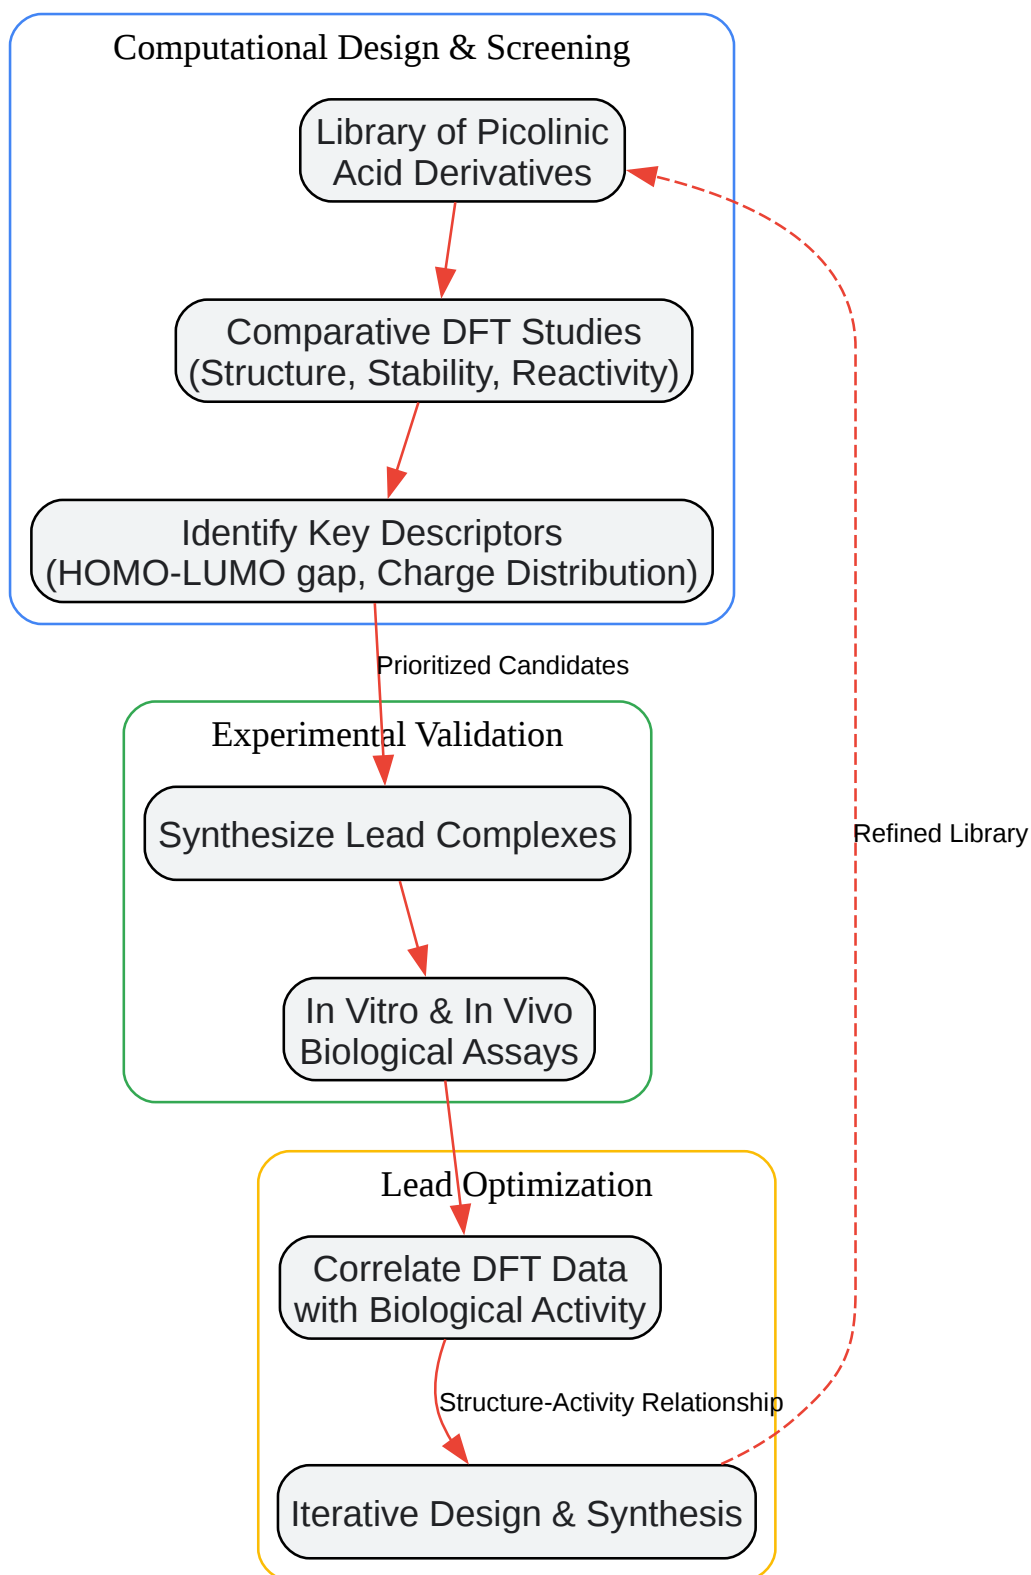 Computational Design & Screening
Library of Picolinic
Acid Derivatives
Comparative DFT Studies
(Structure, Stability, Reactivity)
Identify Key Descriptors
(HOMO-LUMO gap, Charge Distribution)
Prioritized Candidates
Experimental Validation
Synthesize Lead Complexes
Refined Library
In Vitro & In Vivo
Biological Assays
Lead Optimization
Correlate DFT Data
with Biological Activity
Structure-Activity Relationship
Iterative Design & Synthesis